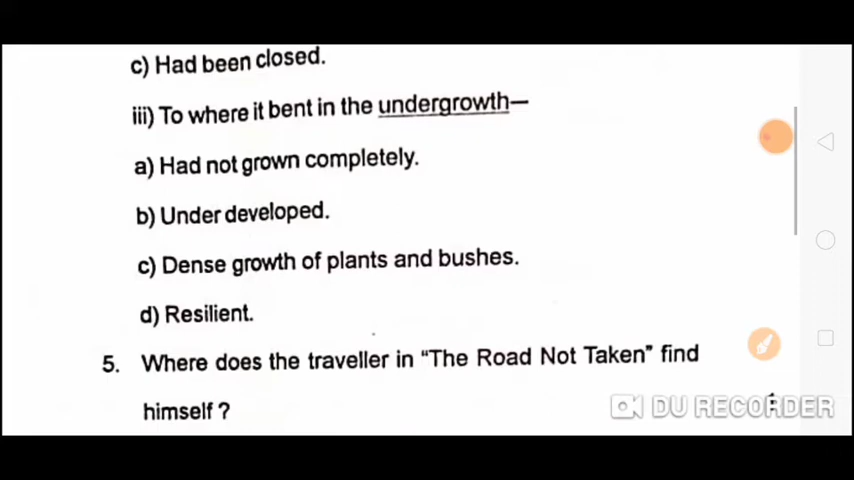 c) Had been closed.
iii) To where it bent in the undergrowth—
a) Had not grown completely.
b) Under developed.
c) Dense growth of plants and bushes.
d) Resilient.
5. Where does the traveller in “The Road Not Taken” find
himself ?
DU RECORDER